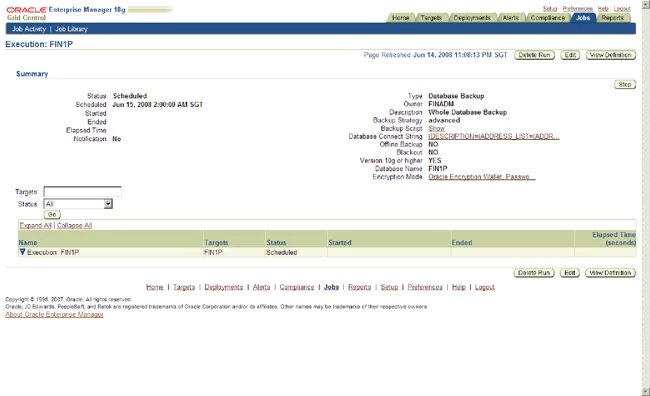 ORACLE Enterprise Manager 10g
Grid Control
Setup Preferences Help Logout
Home Targets Deployments Alerts Compliance Jobs Reports
Job Activity | Job Library
Execution: FIN1P
Page Refreshed Jun 14, 2008 11:08:13 PM SGT Delete Run Edit View Definition
Summary
Stop
Status Scheduled
Scheduled Jun 15, 2008 2:00:00 AM SGT
Started
Ended
Elapsed Time
Notification No
Type Database Backup
Owner FINADM
Description Whole Database Backup
Backup Strategy advanced
Backup Script Show
Database Connect String (DESCRIPTION=(ADDRESS_LIST=(ADDR...
Offline Backup NO
Blackout NO
Version 10g or higher YES
Database Name FIN1P
Encryption Mode Oracle Encryption Wallet, Passwo...
Targets
Status All
Go
Expand All | Collapse All
Name Targets Status Started Ended Elapsed Time (seconds)
Execution: FIN1P FIN1P Scheduled
Delete Run Edit View Definition
Home | Targets | Deployments | Alerts | Compliance | Jobs | Reports | Setup | Preferences | Help | Logout
Copyright © 1996, 2007, Oracle. All rights reserved.
Oracle, JD Edwards, PeopleSoft, and Retek are registered trademarks of Oracle Corporation and/or its affiliates. Other names may be trademarks of their respective owners.
About Oracle Enterprise Manager